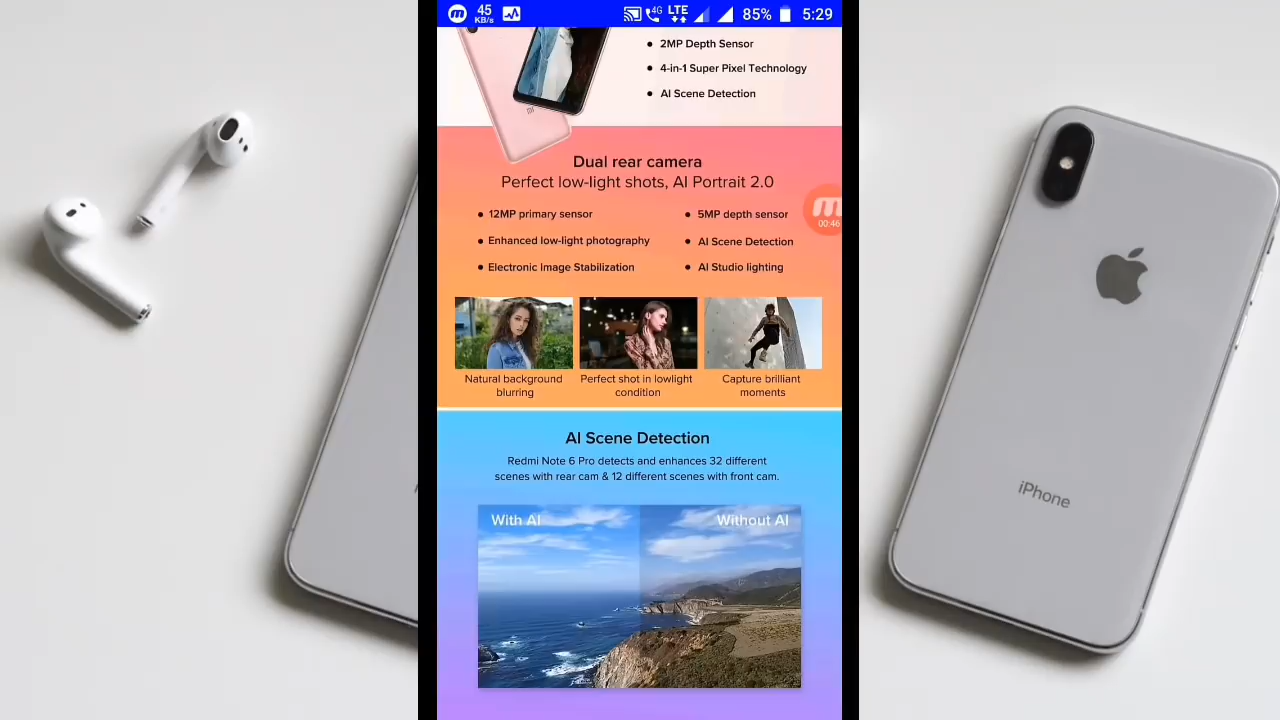 45
KB/s
4G
LTE
85%
5:29
2MP Depth Sensor
4-in-1 Super Pixel Technology
AI Scene Detection
mi
Dual rear camera
Perfect low-light shots, AI Portrait 2.0
12MP primary sensor
5MP depth sensor
Enhanced low-light photography
AI Scene Detection
Electronic Image Stabilization
AI Studio lighting
00:46
Natural background
blurring
Perfect shot in lowlight
condition
Capture brilliant
moments
AI Scene Detection
Redmi Note 6 Pro detects and enhances 32 different
scenes with rear cam & 12 different scenes with front cam.
With AI
Without AI
iPhone